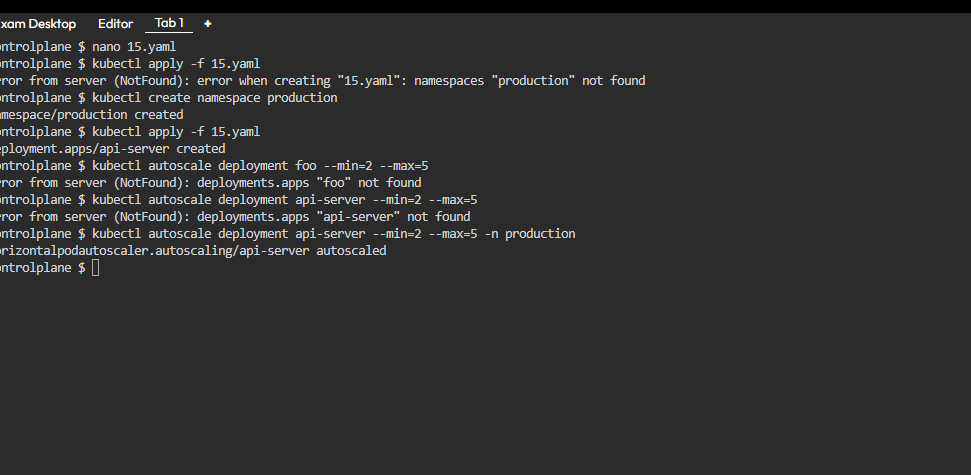 xam Desktop Editor Tab 1 +
ontrolplane $ nano 15.yaml
ontrolplane $ kubectl apply -f 15.yaml
ror from server (NotFound): error when creating "15.yaml": namespaces "production" not found
ontrolplane $ kubectl create namespace production
mespace/production created
ontrolplane $ kubectl apply -f 15.yaml
eployment.apps/api-server created
ontrolplane $ kubectl autoscale deployment foo --min=2 --max=5
ror from server (NotFound): deployments.apps "foo" not found
ontrolplane $ kubectl autoscale deployment api-server --min=2 --max=5
ror from server (NotFound): deployments.apps "api-server" not found
ontrolplane $ kubectl autoscale deployment api-server --min=2 --max=5 -n production
orizontalpodautoscaler.autoscaling/api-server autoscaled
ontrolplane $